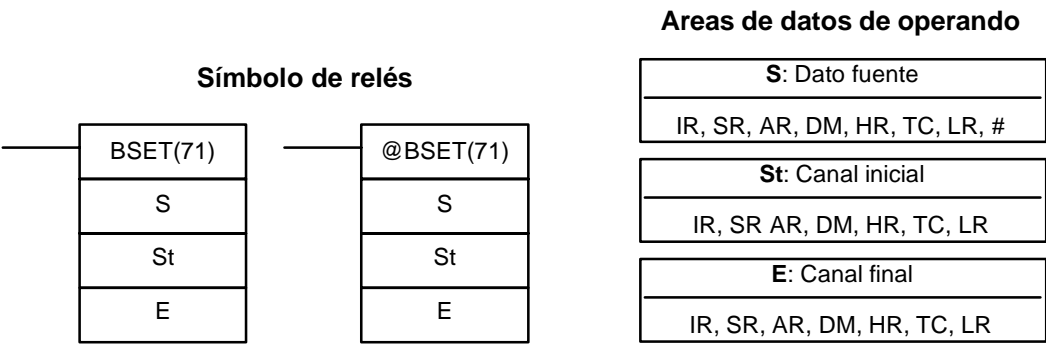 Areas de datos de operando
Símbolo de relés
BSET(71)
S
St
E
@BSET(71)
S
St
E
S: Dato fuente
IR, SR, AR, DM, HR, TC, LR, #
St: Canal inicial
IR, SR AR, DM, HR, TC, LR
E: Canal final
IR, SR, AR, DM, HR, TC, LR